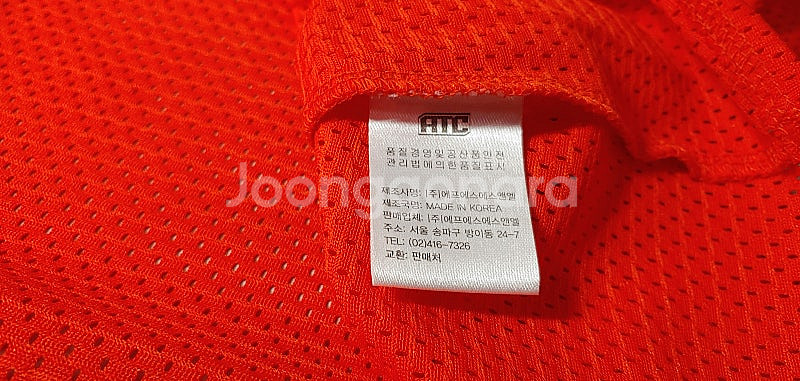 ATC
품질경영및공산품안전
관리법에의한품질표시
제조사명: (주)에프에스에스앤엘
제조국명: MADE IN KOREA
판매업체: (주)에프에스에스앤엘
주소: 서울 송파구 방이동 24-7
TEL: (02)416-7326
교환: 판매처
Joongonara